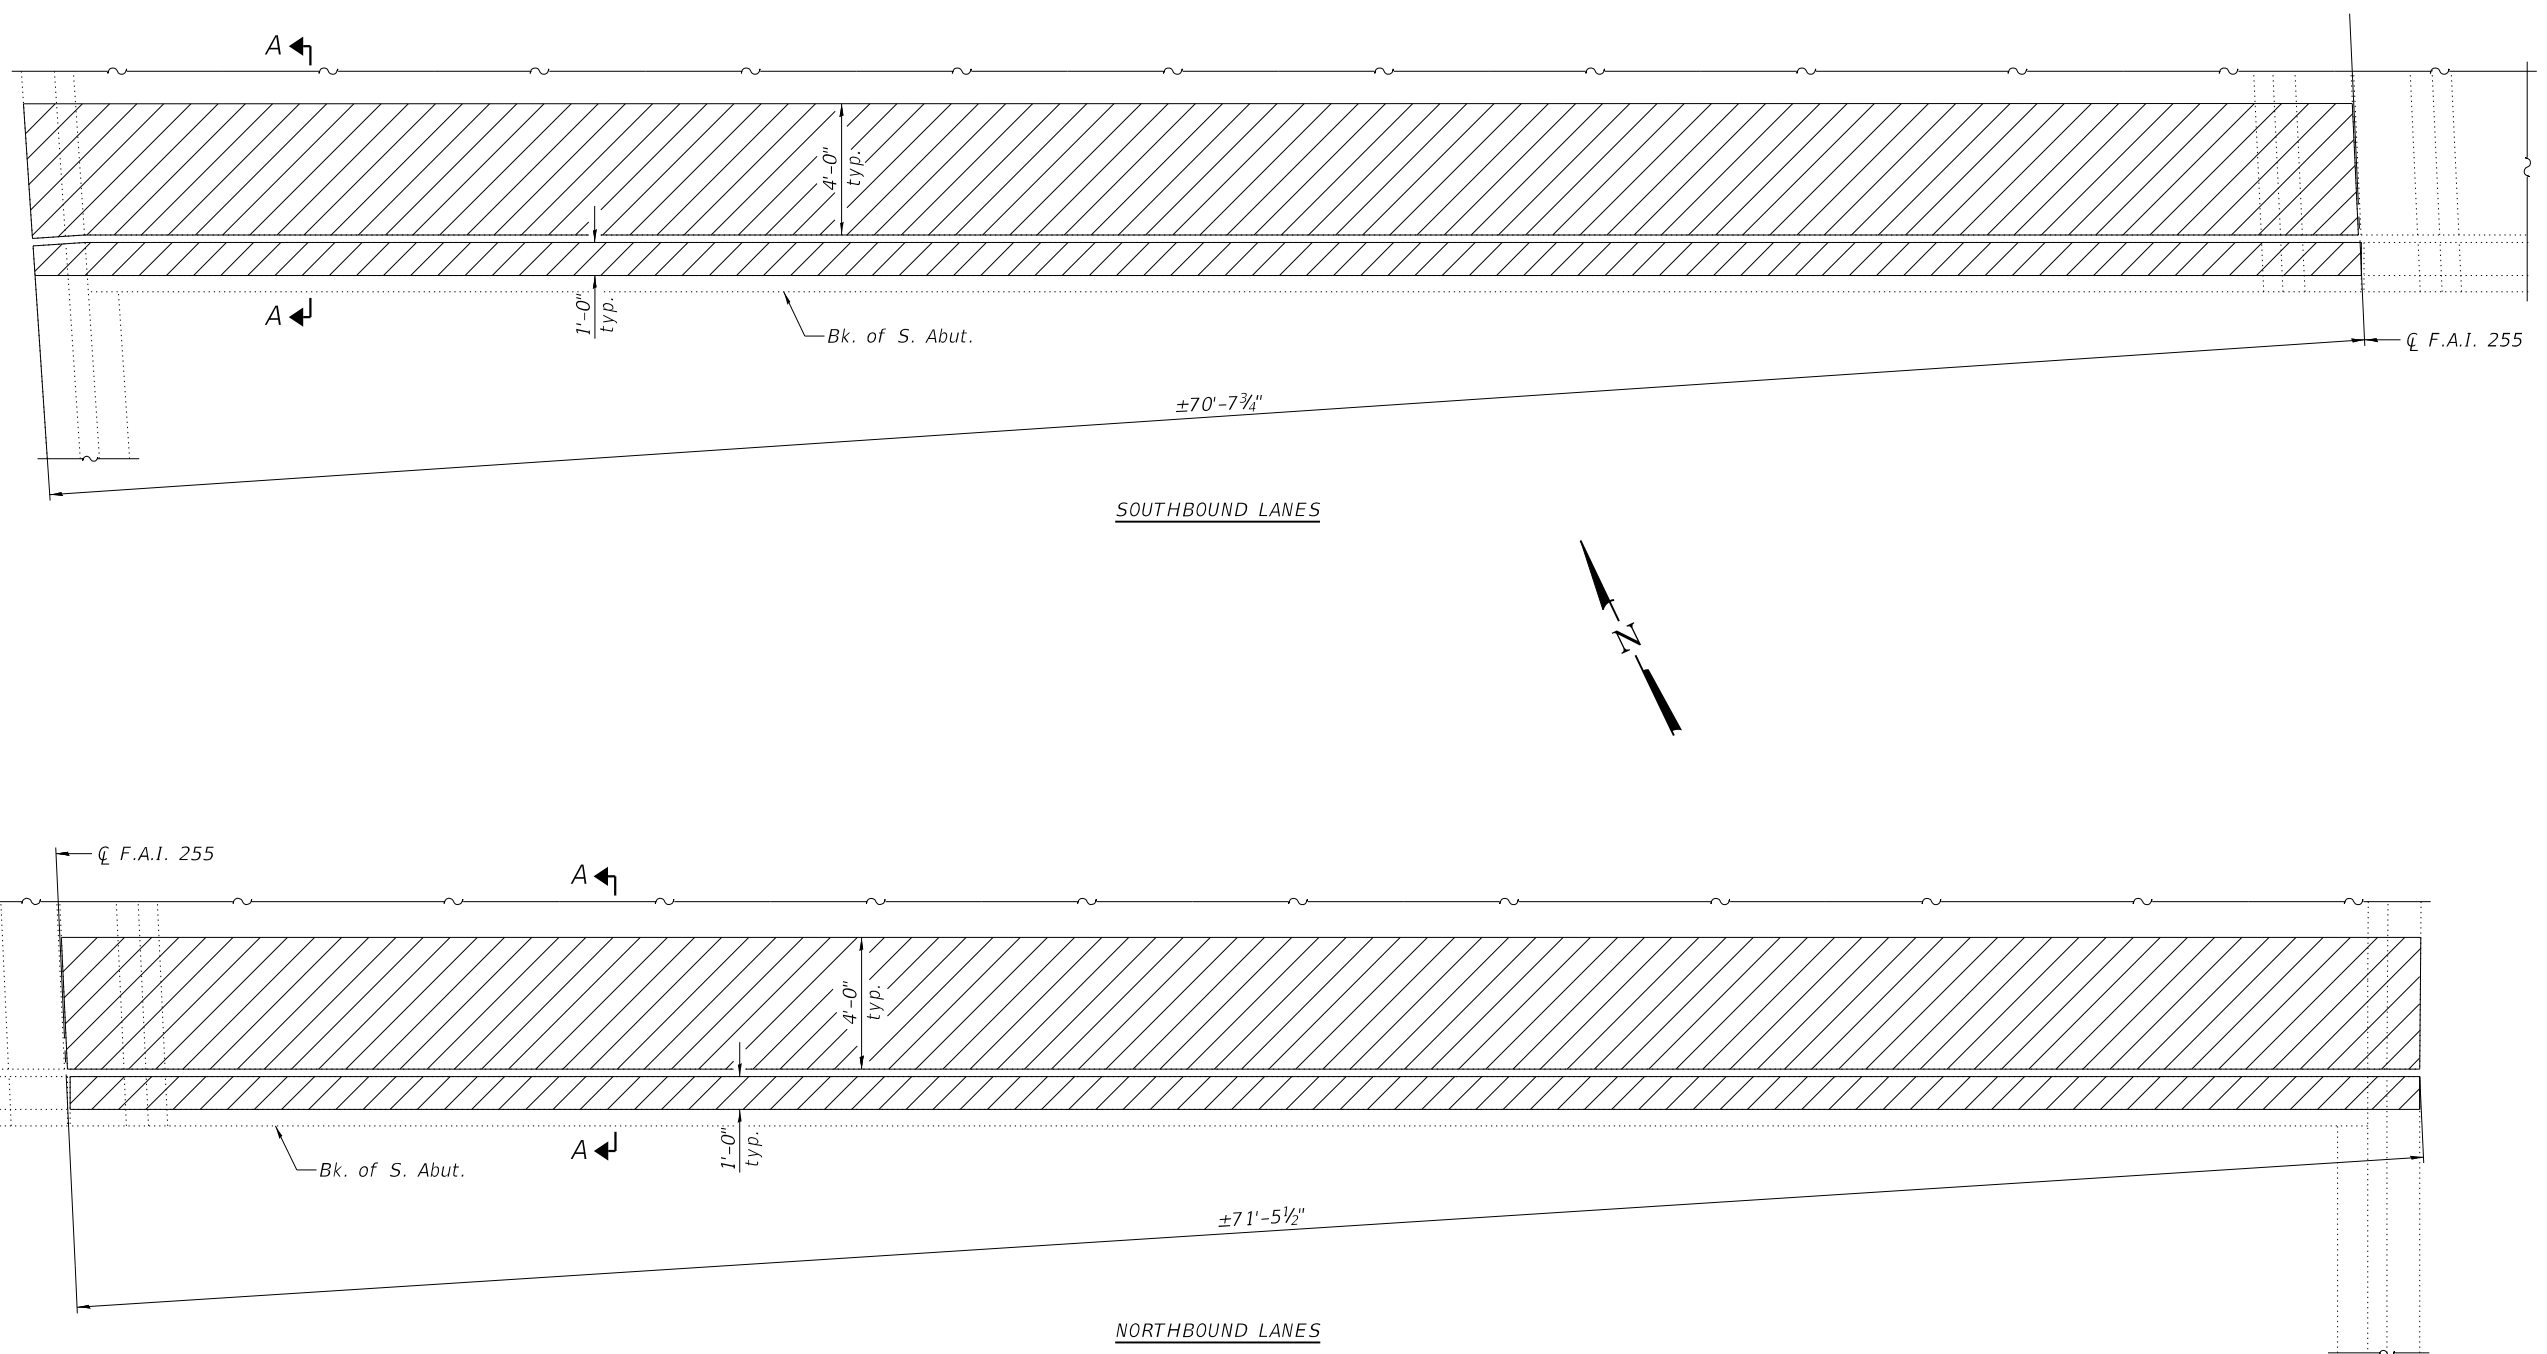 A
4'-0"
typ.
1'-0"
typ.
A
Bk. of S. Abut.
℄ F.A.I. 255
±70'-7¾"
SOUTHBOUND LANES
N
℄ F.A.I. 255
A
4'-0"
typ.
1'-0"
typ.
A
Bk. of S. Abut.
±71'-5½"
NORTHBOUND LANES